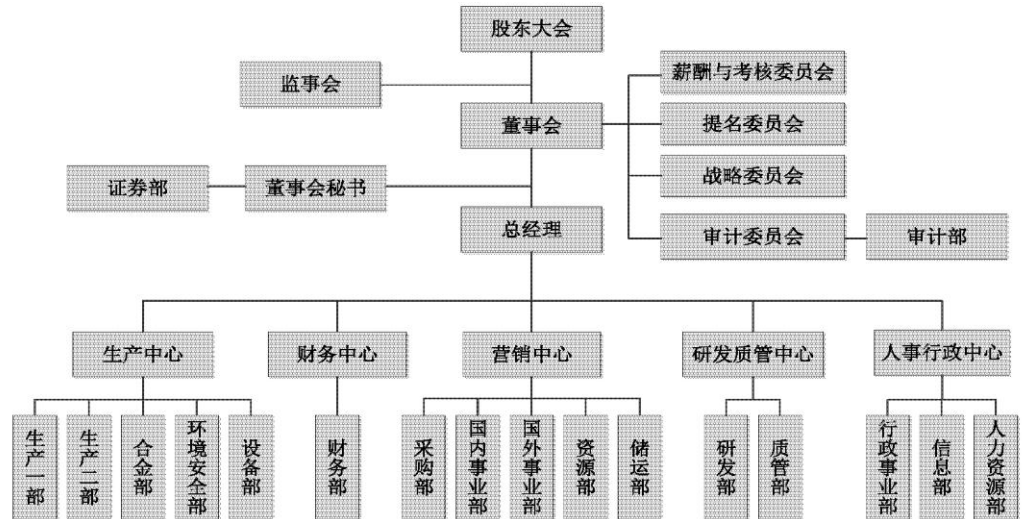 股东大会
监事会
薪酬与考核委员会
董事会
提名委员会
证券部
董事会秘书
战略委员会
总经理
审计委员会
审计部
生产中心
财务中心
营销中心
研发质管中心
人事行政中心
生产一部
生产二部
合金部
环境安全部
设备部
财务部
采购部
国内事业部
国外事业部
资源部
储运部
研发部
质管部
行政事业部
信息部
人力资源部